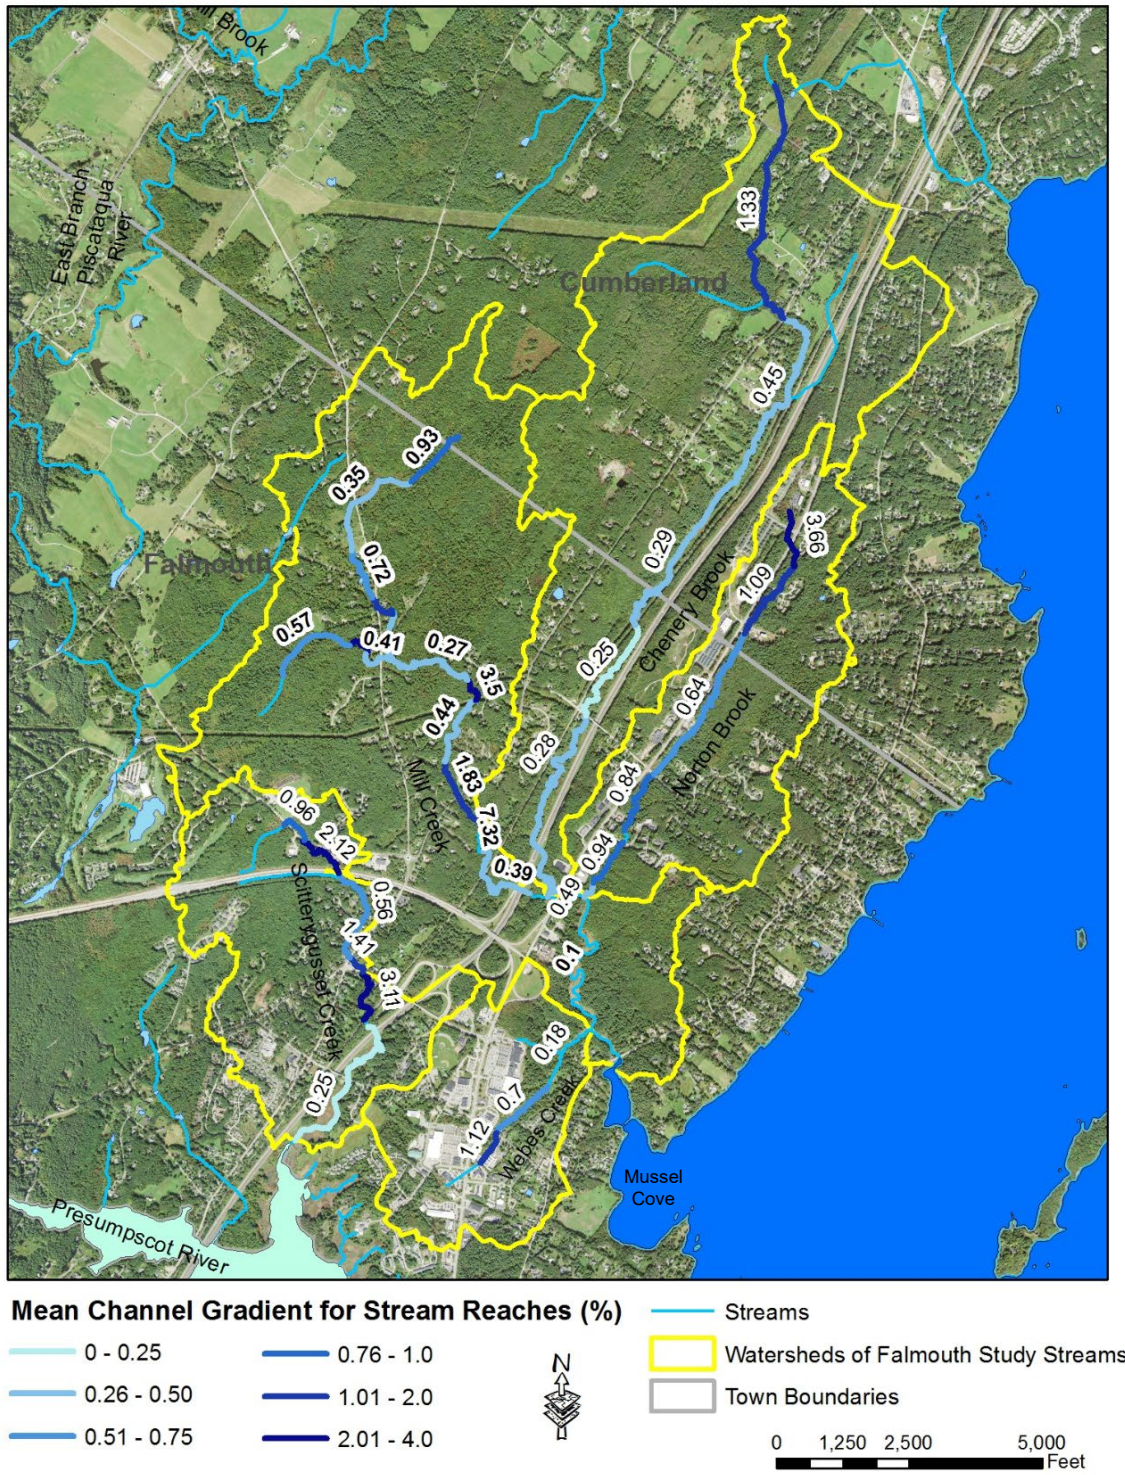 ill Brook
East Branch
Piscataqua
River
1.33
Cumberland
0.45
0.93
0.35
3.66
0.29
Falmouth
0.72
1.09
Chenery Brook
0.57
0.41
0.27
0.25
3.5
0.64
0.44
Norton Brook
0.28
1.83
Mill Creek
0.84
0.96
7.32
2.12
0.94
0.39
Scitterygusset Creek
0.49
0.56
1.41
0.1
3.11
0.18
0.25
0.7
Webes Creek
1.12
Mussel
Cove
Presumpscot River
Mean Channel Gradient for Stream Reaches (%)
0 - 0.25
0.26 - 0.50
0.51 - 0.75
0.76 - 1.0
1.01 - 2.0
2.01 - 4.0
N
Streams
Watersheds of Falmouth Study Streams
Town Boundaries
0 1,250 2,500 5,000
Feet